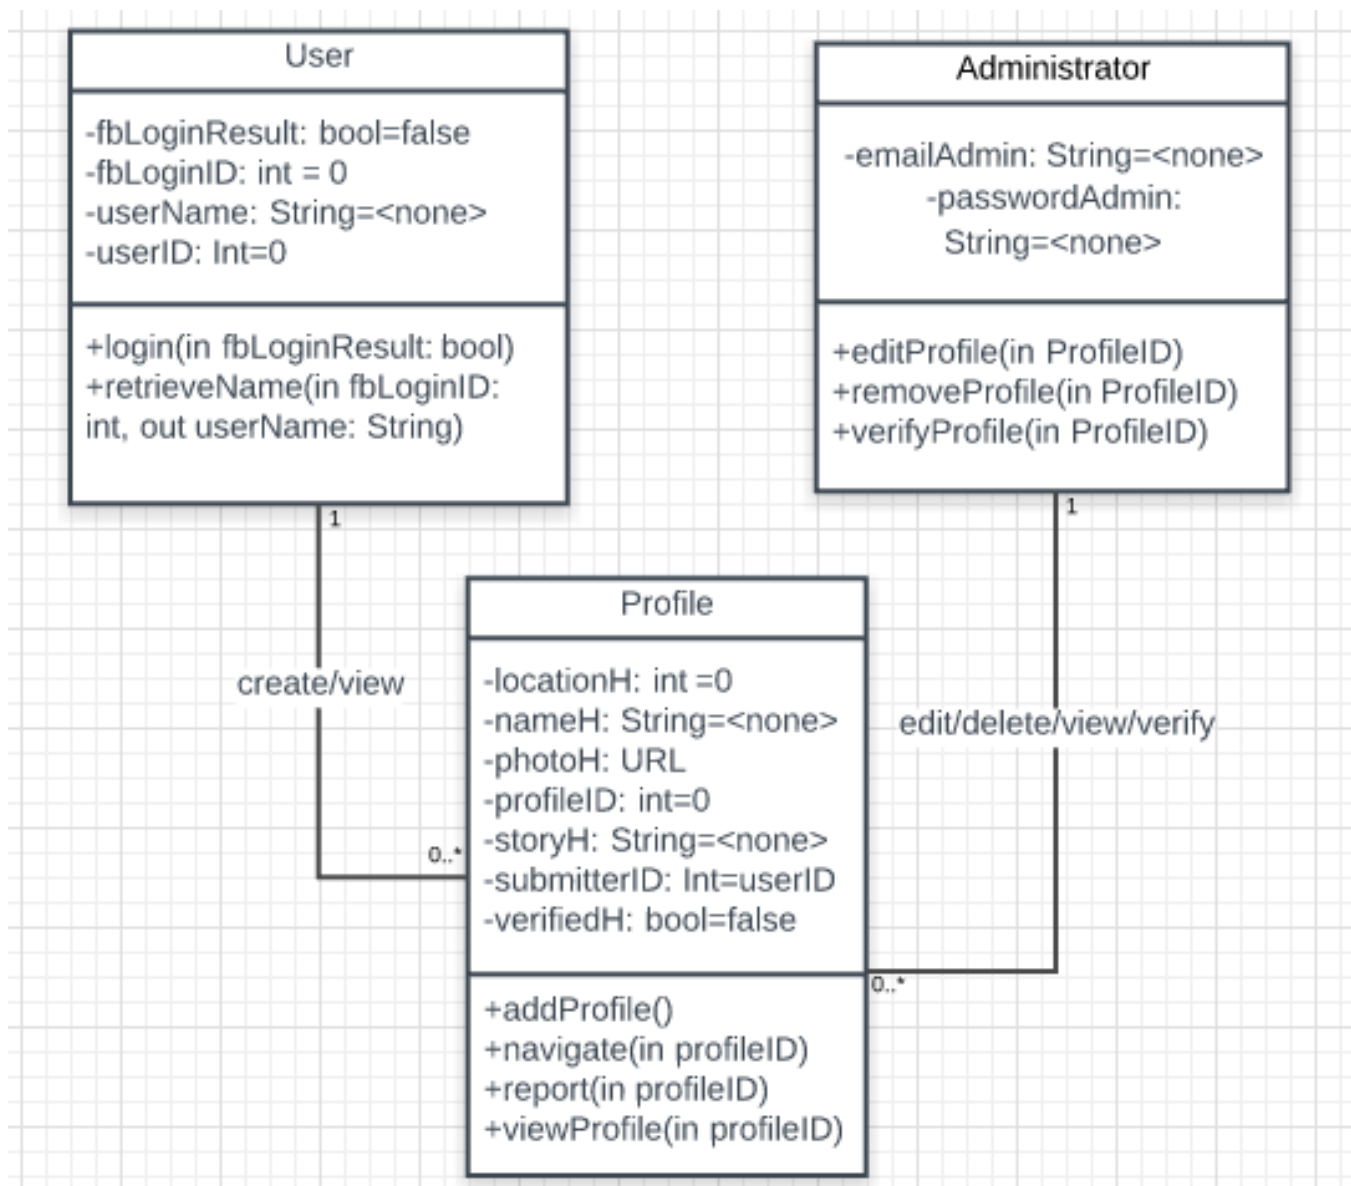 User
-fbLoginResult: bool=false
-fbLoginID: int = 0
-userName: String=<none>
-userID: Int=0
+login(in fbLoginResult: bool)
+retrieveName(in fbLoginID:
int, out userName: String)
1
create/view
0..*
Administrator
-emailAdmin: String=<none>
-passwordAdmin:
String=<none>
+editProfile(in ProfileID)
+removeProfile(in ProfileID)
+verifyProfile(in ProfileID)
1
edit/delete/view/verify
0..*
Profile
-locationH: int =0
-nameH: String=<none>
-photoH: URL
-profileID: int=0
-storyH: String=<none>
-submitterID: Int=userID
-verifiedH: bool=false
+addProfile()
+navigate(in profileID)
+report(in profileID)
+viewProfile(in profileID)